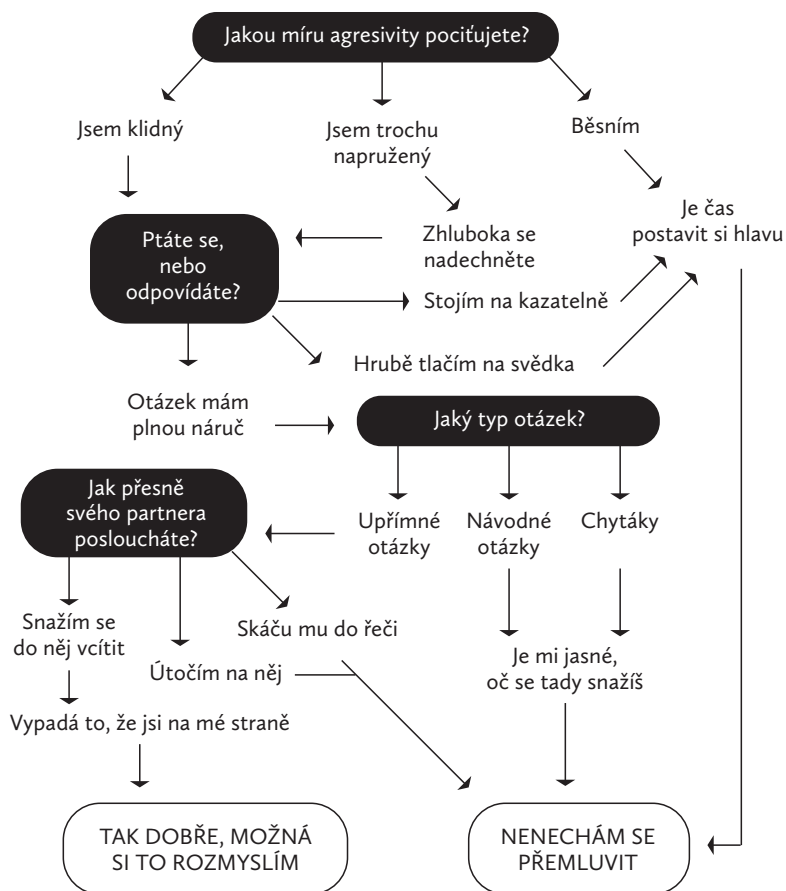 Jakou míru agresivity pociťujete?
Jsem klidný
Jsem trochu
napružený
Běsním
Je čas
postavit si hlavu
Ptáte se,
nebo
odpovídáte?
Zhluboka se
nadechněte
Stojím na kazatelně
Hrubě tlačím na svědka
Otázek mám
plnou náruč
Jaký typ otázek?
Jak přesně
svého partnera
posloucháte?
Upřímné
otázky
Návodné
otázky
Chytáky
Snažím se
do něj vcítit
Skáču mu do řeči
Útočím na něj
Je mi jasné,
oč se tady snažíš
Vypadá to, že jsi na mé straně
TAK DOBŘE, MOŽNÁ
SI TO ROZMYSLÍM
NENECHÁM SE
PŘEMLUVIT